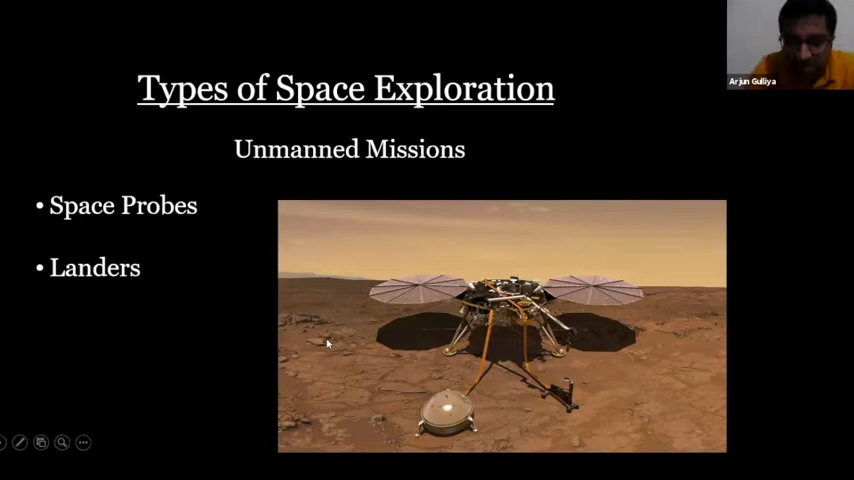 Types of Space Exploration
Unmanned Missions
• Space Probes
• Landers
Arjun Gulliya